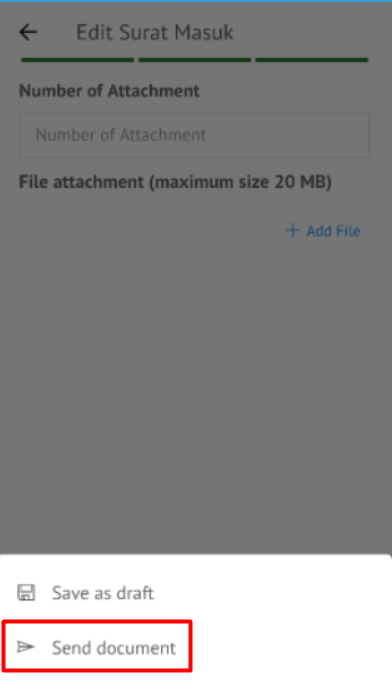 Edit Surat Masuk
Number of Attachment
Number of Attachment
File attachment (maximum size 20 MB)
+ Add File
Save as draft
Send document